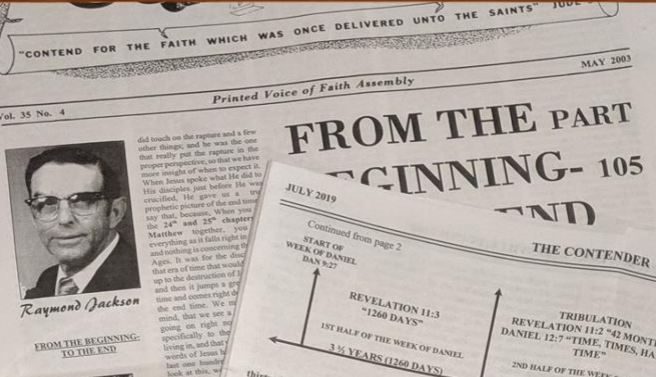 "CONTEND FOR THE FAITH WHICH WAS ONCE DELIVERED UNTO THE SAINTS"
Vol. 35 No. 4
Printed Voice of Faith Assembly
MAY 2003
FROM THE PART
BEGINNING- 105
END
Raymond Jackson
FROM THE BEGINNING-
TO THE END
did touch on the rapture and a few
other things; and he was the one
that really put the rapture in the
proper perspective, so that we have
more insight of when to expect it.
When Jesus spoke what He did to
His disciples just before He was
crucified, He gave us a
prophetic picture of the end time
say that, because, When you
the 24th and 25th chapters
Matthew together, you
everything as it falls right in
and nothing is concerning the
Ages. It was for the
that era of time that would
up to the destruction of
and then it jumps a
time and comes right
the end time. We
mind, that we see a
going on right
specifically to the
living in, and that
words of Jesus
last one
look at this,
JULY 2019
Continued from page 2
THE CONTENDER
START OF
WEEK OF DANIEL
DAN 9:27
REVELATION 11:3
"1260 DAYS"
1ST HALF OF THE WEEK OF DANIEL
3 ½ YEARS (1260 DAYS)
TRIBULATION
REVELATION 11:2 "42
DANIEL 12:7 "TIME, TIMES,
TIME"
2ND HALF OF THE